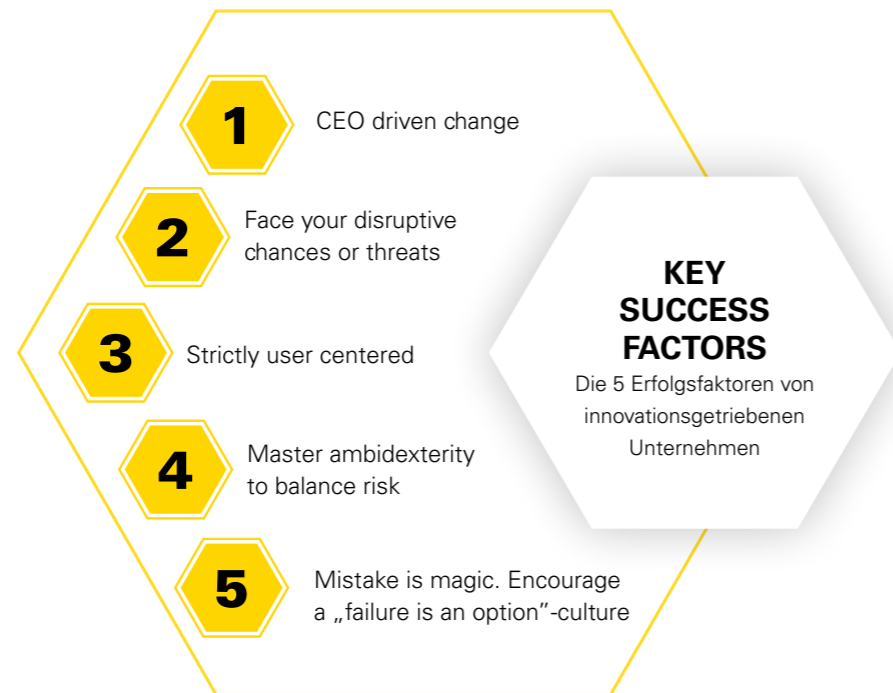 1
CEO driven change
2
Face your disruptive
chances or threats
3
Strictly user centered
4
Master ambidexterity
to balance risk
5
Mistake is magic. Encourage
a „failure is an option”-culture
KEY
SUCCESS
FACTORS
Die 5 Erfolgsfaktoren von
innovationsgetriebenen
Unternehmen